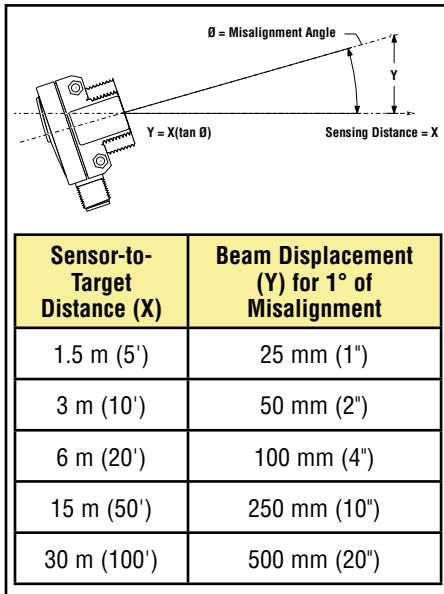 Ø = Misalignment Angle
Y
Y = X(tan Ø)
Sensing Distance = X
Sensor-to-
Target
Distance (X)
Beam Displacement
(Y) for 1° of
Misalignment
1.5 m (5')
25 mm (1")
3 m (10')
50 mm (2")
6 m (20')
100 mm (4")
15 m (50')
250 mm (10")
30 m (100')
500 mm (20")